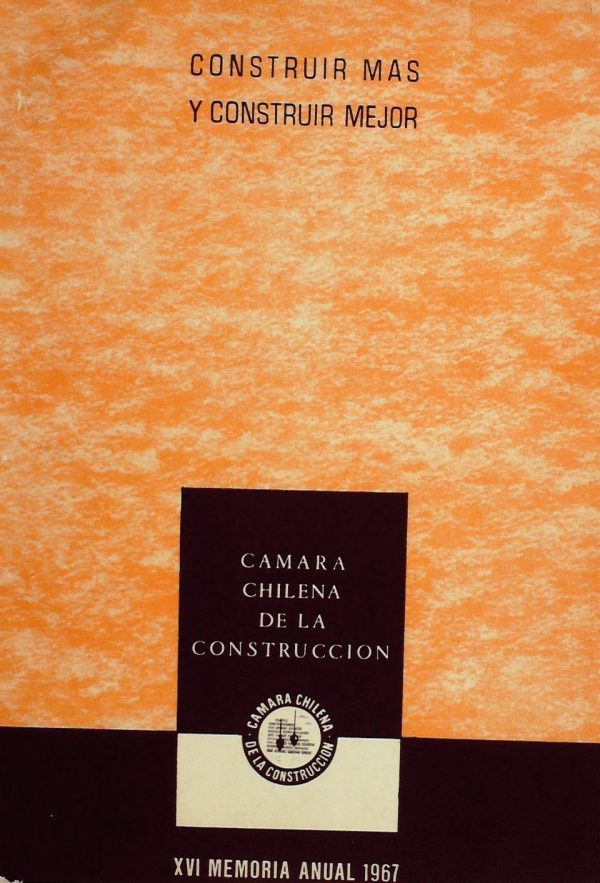 CONSTRUIR MAS
Y CONSTRUIR MEJOR
CAMARA
CHILENA
DE LA
CONSTRUCCION
CAMARA CHILENA
DE LA CONSTRUCCION
XVI MEMORIA ANUAL 1967